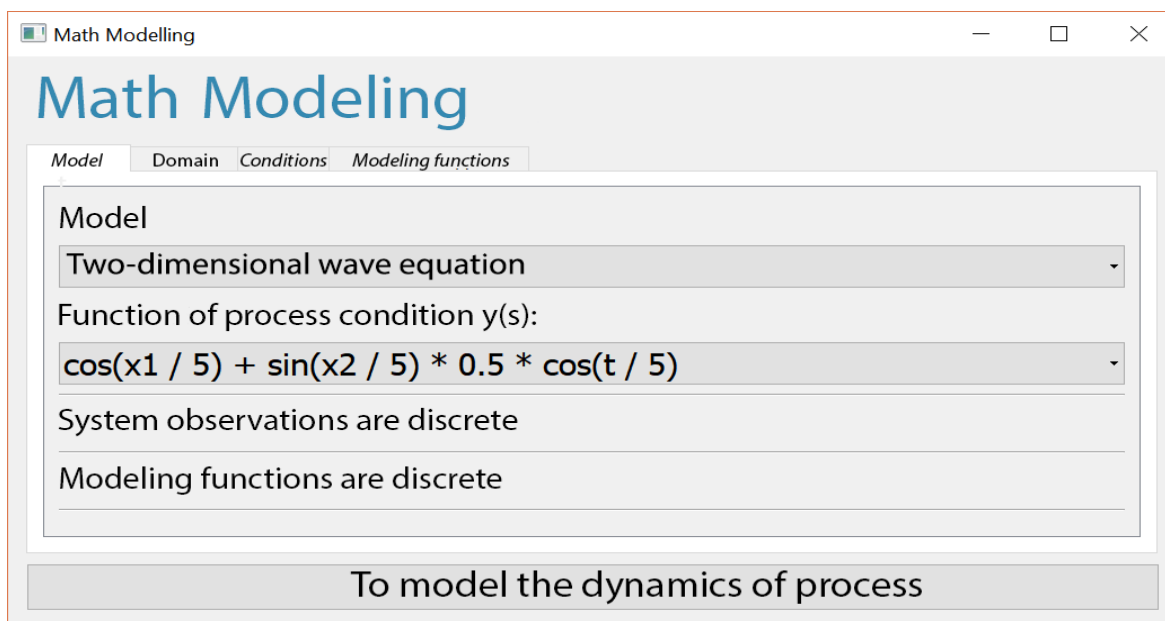 Math Modelling
Math Modeling
Model Domain Conditions Modeling functions
Model
Two-dimensional wave equation
Function of process condition y(s):
cos(x1 / 5) + sin(x2 / 5) * 0.5 * cos(t / 5)
System observations are discrete
Modeling functions are discrete
To model the dynamics of process